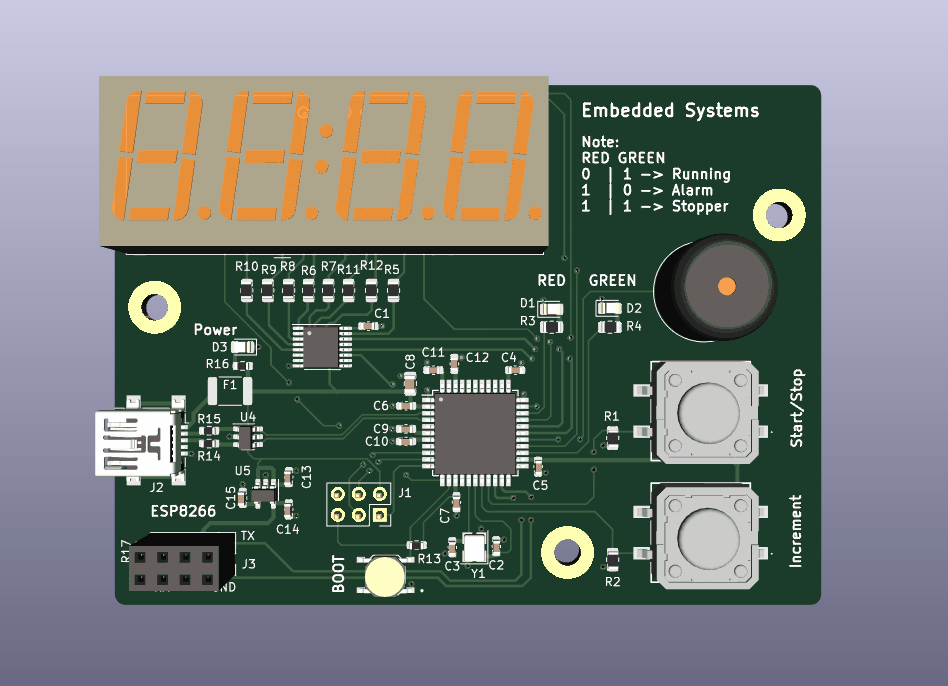 Embedded Systems
Note:
RED GREEN
0 | 1 -> Running
1 | 0 -> Alarm
1 | 1 -> Stopper
R10 R9 R8 R6 R7 R11 R12 R5
C1
RED GREEN
D1 D2
R3 R4
Power
D3
R16
F1
C11 C12 C4
C8
C6
C9
C10
R15
R14
U4
J2
U5
C13
C15
C14
J1
C7
C5
R1
Start/Stop
ESP8266
TX
R17
J3
GND
BOOT
R13
C3 C2
Y1
R2
Increment